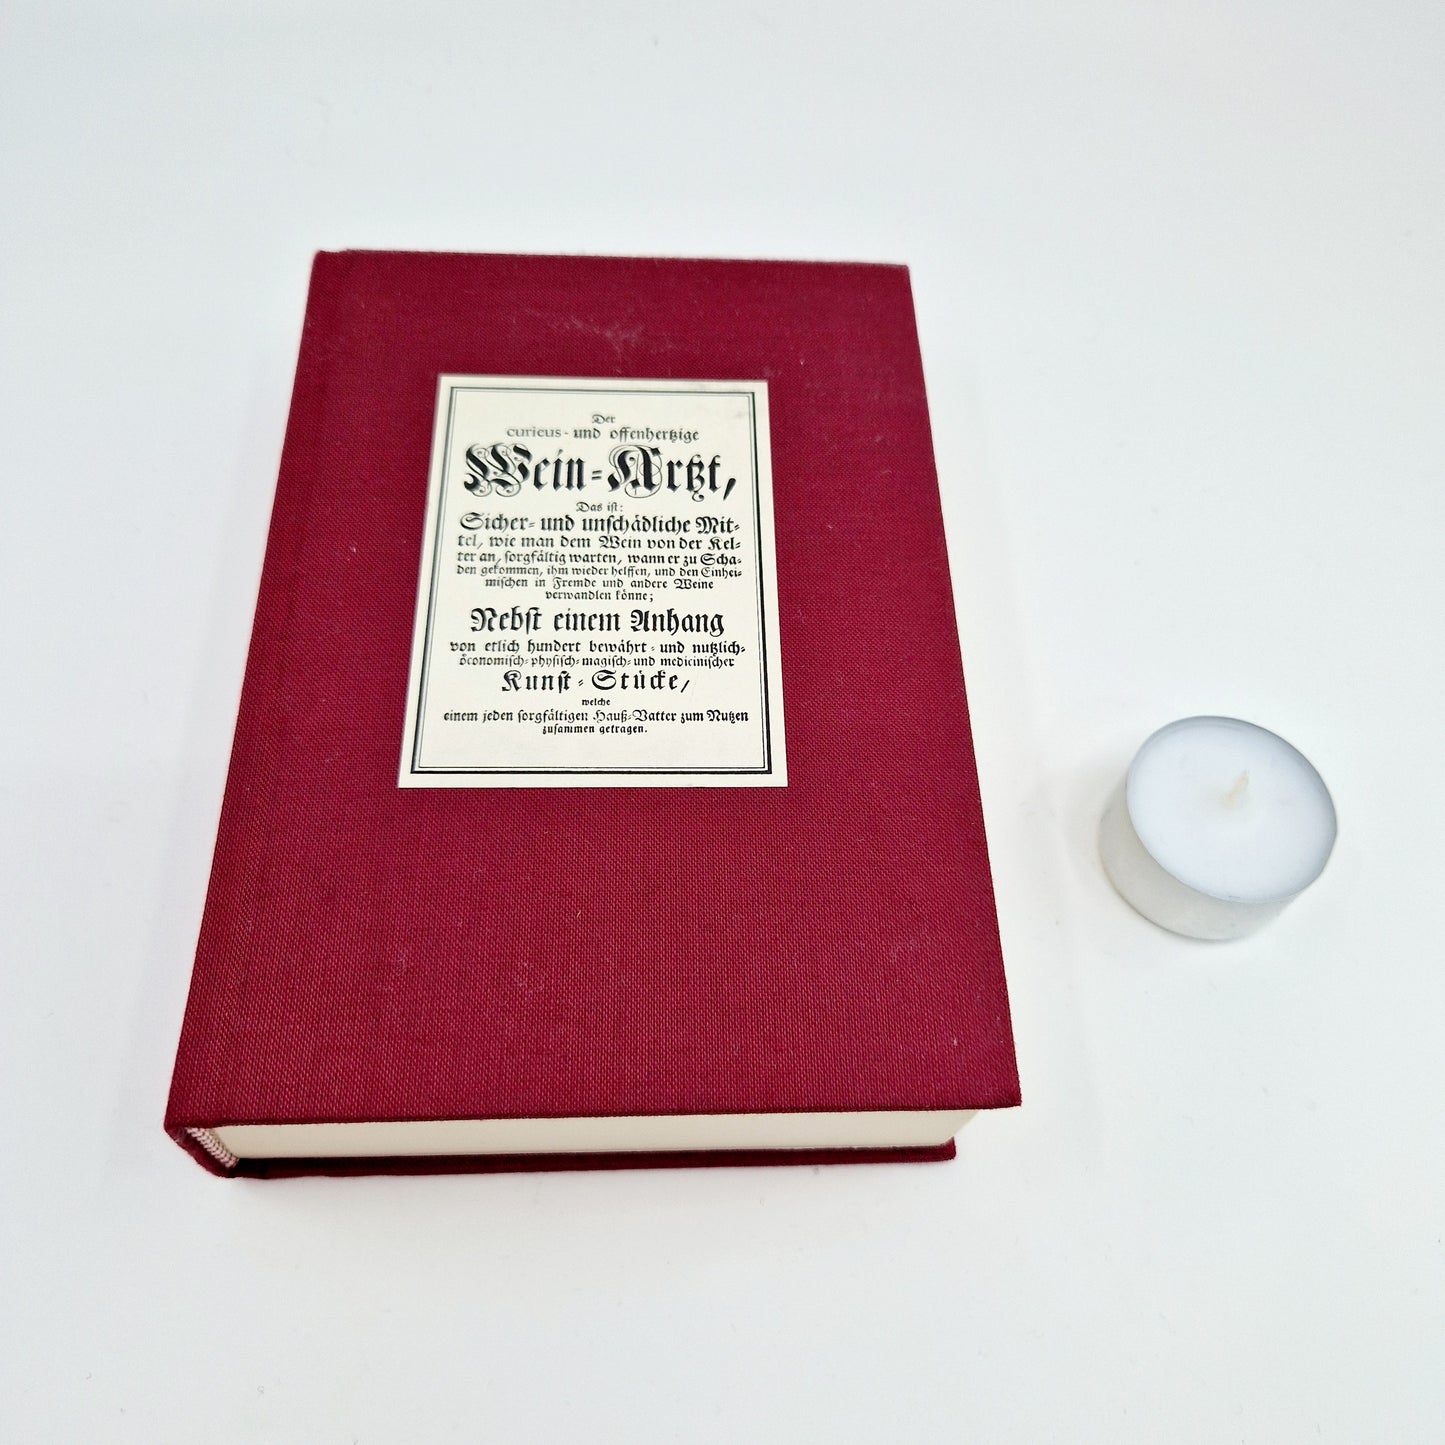 Der
curieus- und offenhertzige
Wein-Artzt,
Das ist:
Sicher- und unschädliche Mit-
tel, wie man dem Wein von der Kel-
ter an, sorgfältig warten, wann er zu Scha-
den gekommen, ihm wieder helffen, und den Einhei-
mischen in Fremde und andere Weine
verwandlen könne;
Nebst einem Anhang
von etlich hundert bewährt- und nutzlich-
öconomisch-physisch-magisch-und medicinischer
Kunst-Stücke,
welche
einem jeden sorgfältigen Hauß-Vatter zum Nutzen
zusammen getragen.